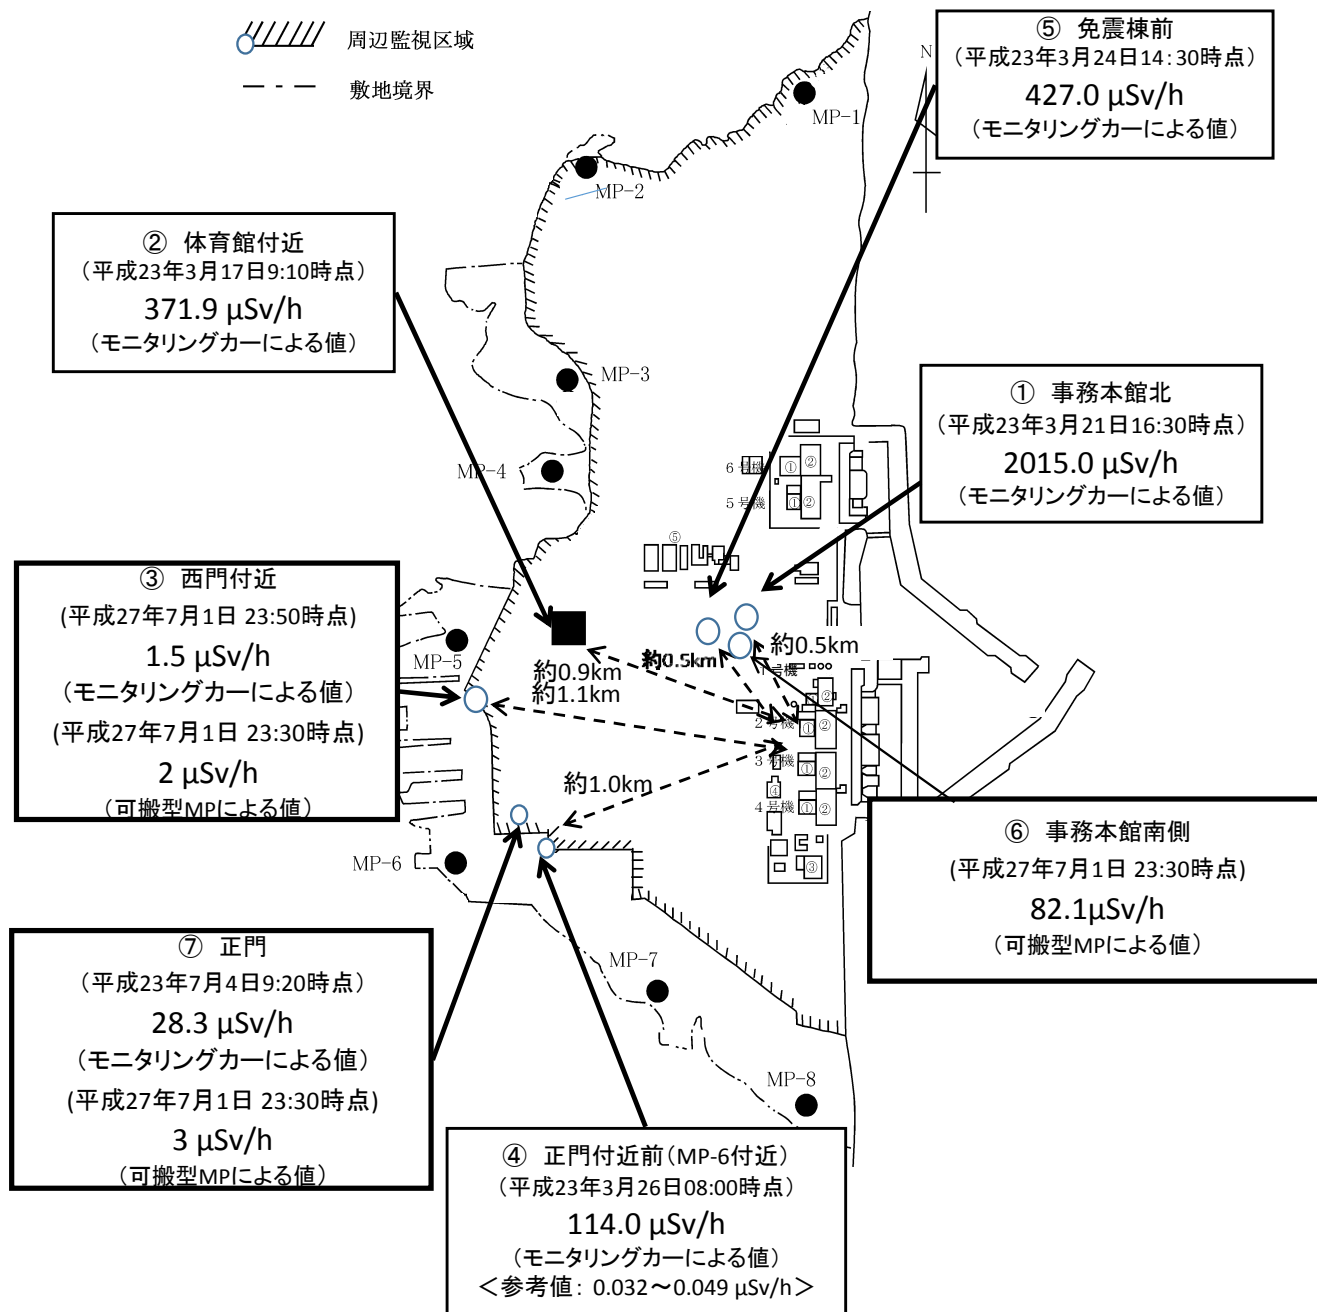 周辺監視区域
敷地境界
⑤ 免震棟前
(平成23年3月24日14:30時点)
427.0 μSv/h
(モニタリングカーによる値)
N
MP-1
MP-2
② 体育館付近
(平成23年3月17日9:10時点)
371.9 μSv/h
(モニタリングカーによる値)
MP-3
MP-4
① 事務本館北
(平成23年3月21日16:30時点)
2015.0 μSv/h
(モニタリングカーによる値)
6号機
① ②
5号機
① ②
⑤
③ 西門付近
(平成27年7月1日 23:50時点)
1.5 μSv/h
(モニタリングカーによる値)
(平成27年7月1日 23:30時点)
2 μSv/h
(可搬型MPによる値)
MP-5
約0.9km
約1.1km
約0.5km
約0.5km
1号機
②
2号機
① ②
3号機
① ②
④
4号機
① ②
③
約1.0km
MP-6
⑥ 事務本館南側
(平成27年7月1日 23:30時点)
82.1μSv/h
(可搬型MPによる値)
⑦ 正門
(平成23年7月4日9:20時点)
28.3 μSv/h
(モニタリングカーによる値)
(平成27年7月1日 23:30時点)
3 μSv/h
(可搬型MPによる値)
MP-7
MP-8
④ 正門付近前(MP-6付近)
(平成23年3月26日08:00時点)
114.0 μSv/h
(モニタリングカーによる値)
<参考値: 0.032~0.049 μSv/h>